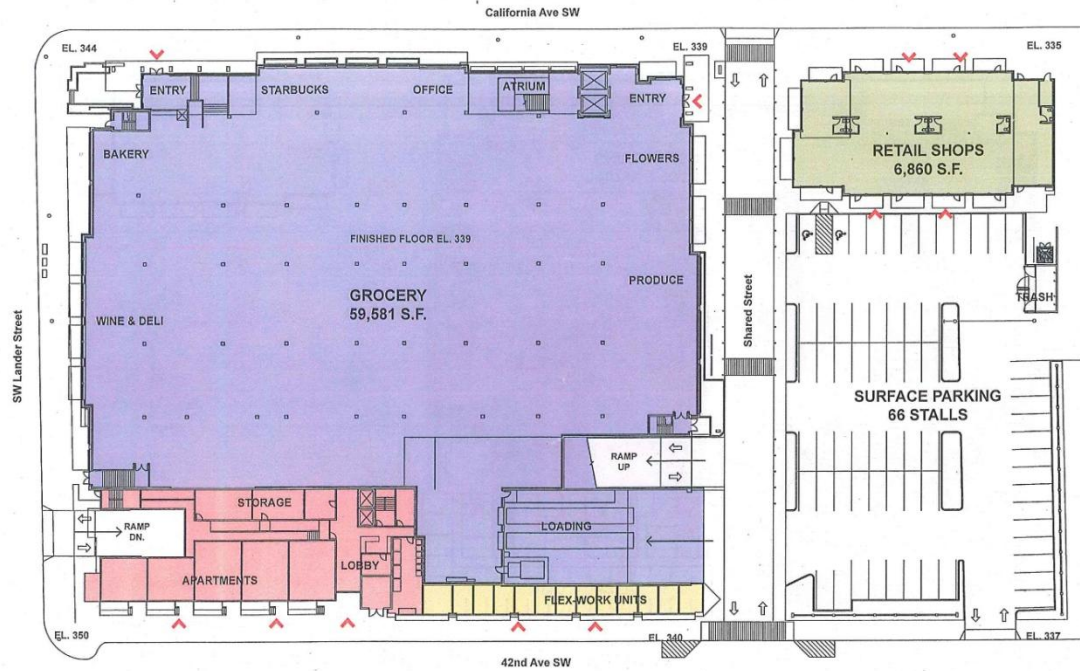 California Ave SW
EL. 344
EL. 339
EL. 335
ENTRY
STARBUCKS
OFFICE
ATRIUM
ENTRY
BAKERY
FLOWERS
RETAIL SHOPS
6,860 S.F.
FINISHED FLOOR EL. 339
GROCERY
59,581 S.F.
PRODUCE
TRASH
WINE & DELI
SW Lander Street
Shared Street
SURFACE PARKING
66 STALLS
RAMP
UP
STORAGE
RAMP
DN.
LOADING
LOBBY
APARTMENTS
FLEX-WORK UNITS
EL. 350
EL. 340
EL. 337
42nd Ave SW